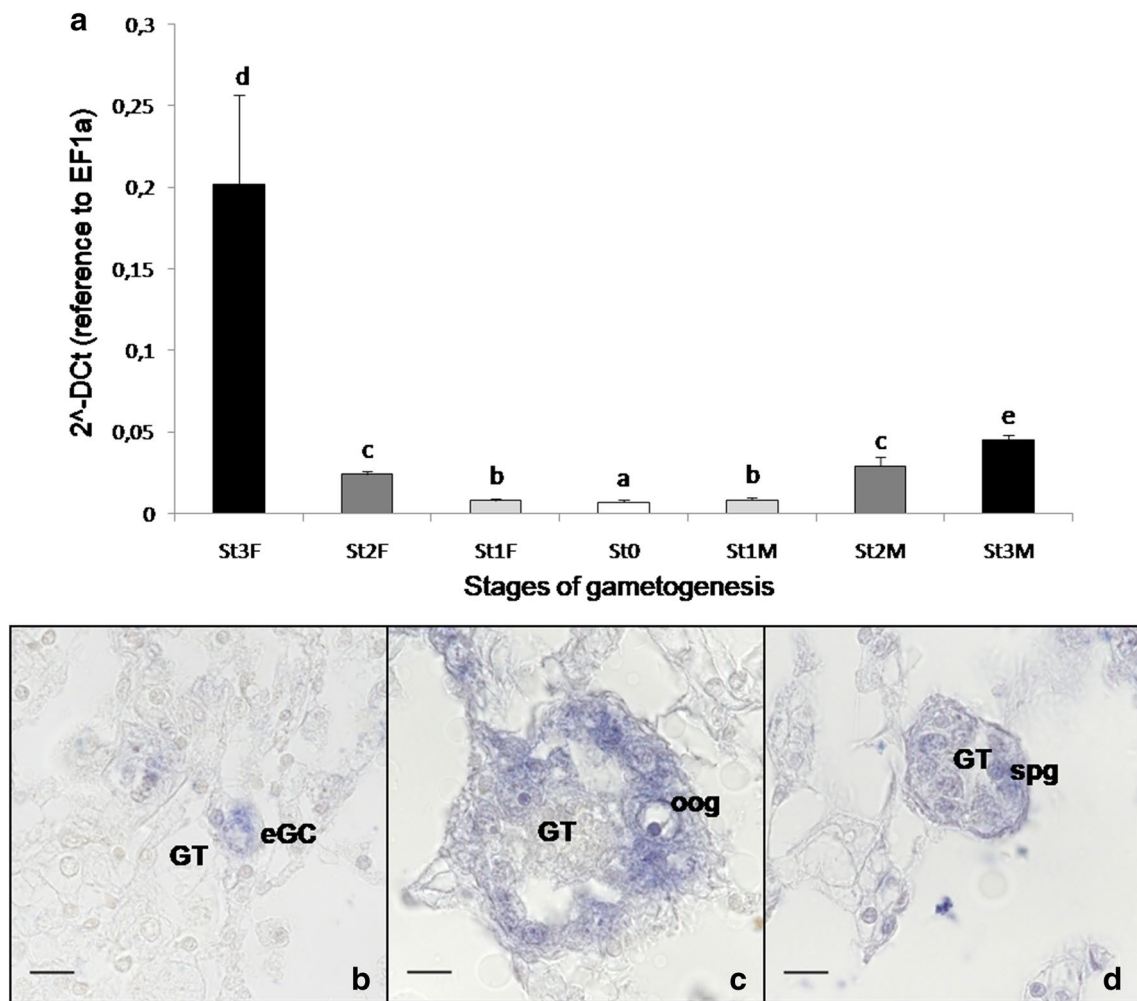 a
2^-DCt (reference to EF1a)
0,3
0,25
0,2
0,15
0,1
0,05
0
d
c
b
a
b
c
e
St3F St2F St1F St0 St1M St2M St3M
Stages of gametogenesis
GT eGC
b
GT oog
c
GT spg
d